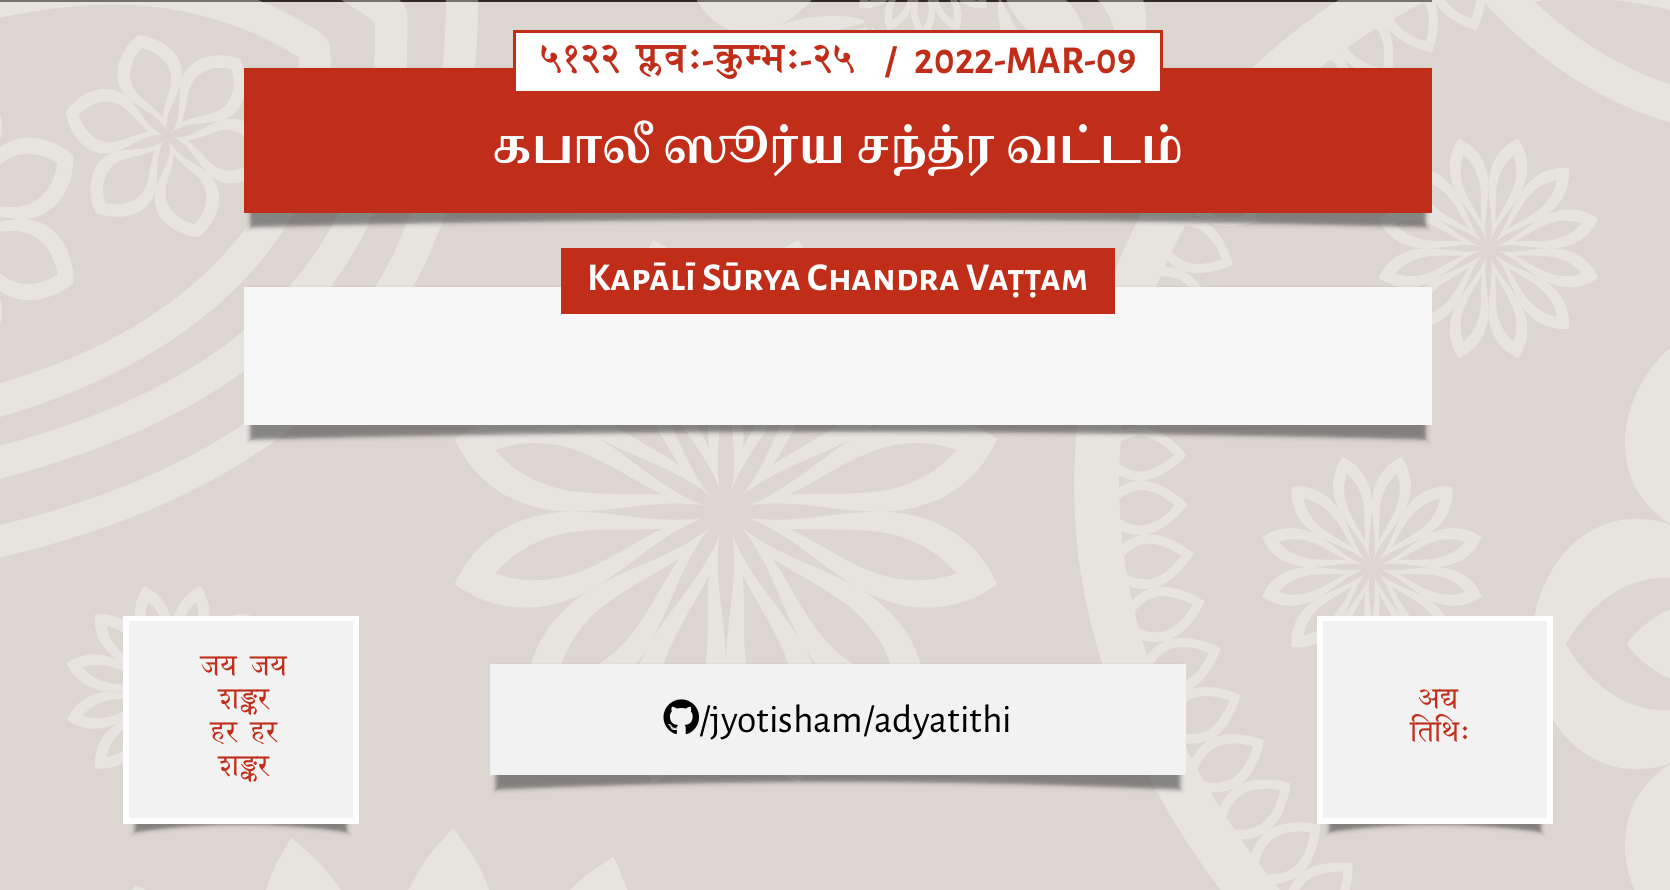 ५१२२ प्लवः-कुम्भः-२५ / 2022-MAR-09
கபாலீ ஸூர்ய சந்த்ர வட்டம்
Kapālī Sūrya Chandra Vaṭṭam
जय जय
शङ्कर
हर हर
शङ्कर
/jyotisham/adyatithi
अद्य
तिथिः